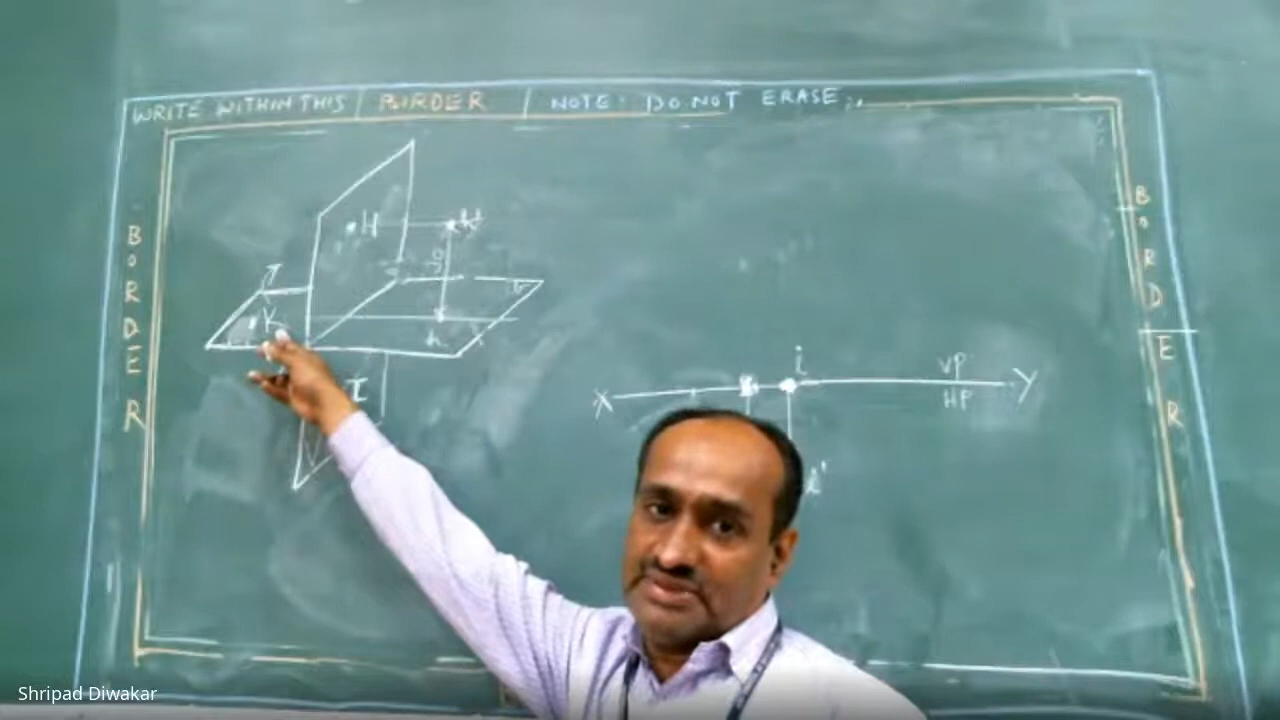 WRITE WITHIN THIS | BORDER | NOTE: DO NOT ERASE
BORDER
BORDER
H
K
h
I
i
VP
X
Y
HP
i'
Shripad Diwakar